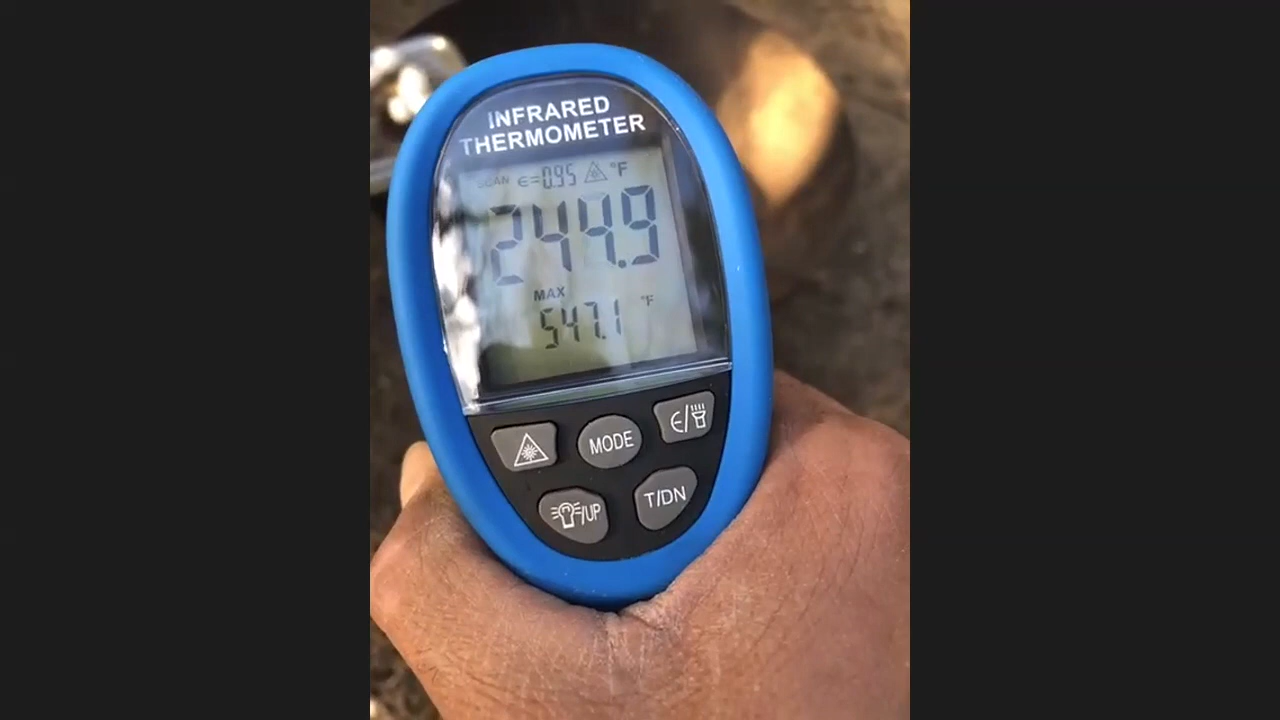 INFRARED
THERMOMETER
SCAN ϵ=0.95 °F
244.9
MAX °F
547.1
MODE
ϵ/
/UP
T/DN